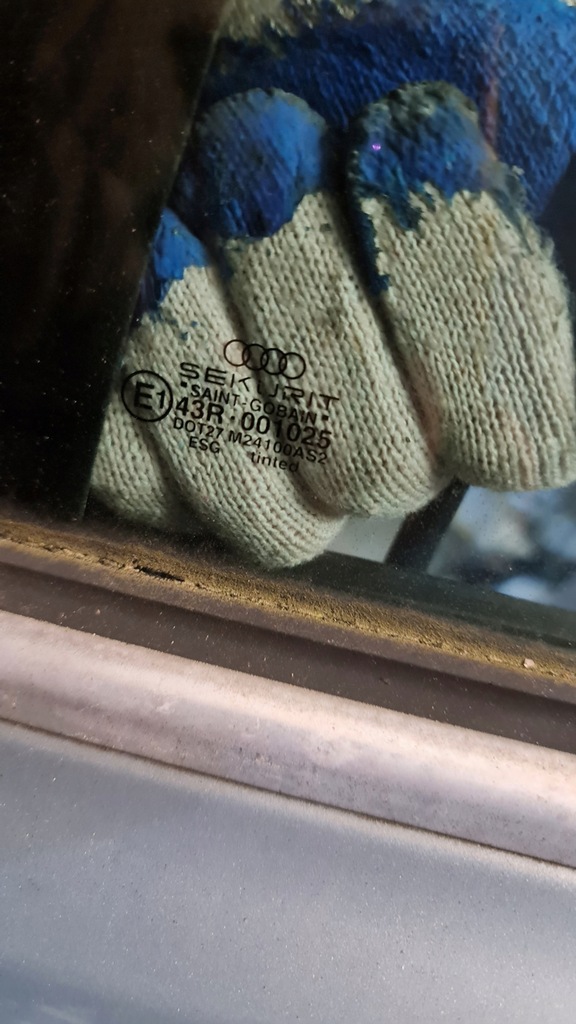 SEKURIT
SAINT-GOBAIN
E1 43R-001025
DOT27 M24100AS2
ESG tinted